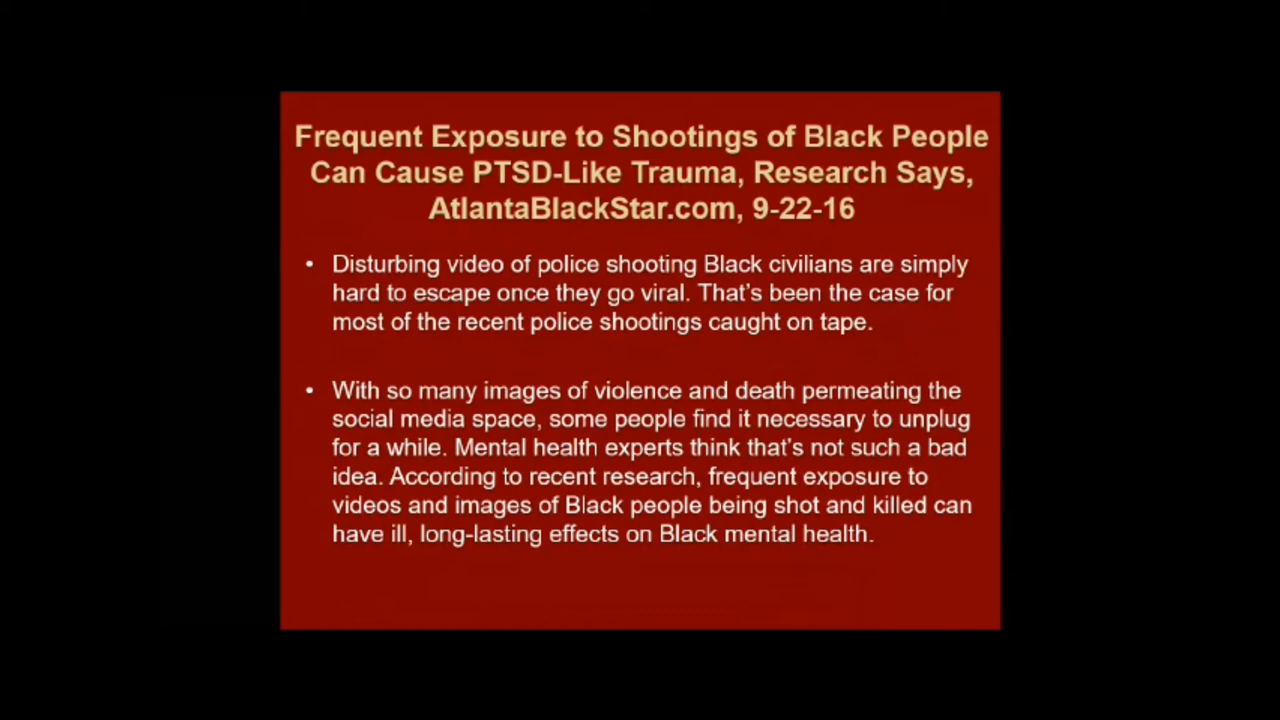 Frequent Exposure to Shootings of Black People
Can Cause PTSD-Like Trauma, Research Says,
AtlantaBlackStar.com, 9-22-16
• Disturbing video of police shooting Black civilians are simply
hard to escape once they go viral. That's been the case for
most of the recent police shootings caught on tape.
• With so many images of violence and death permeating the
social media space, some people find it necessary to unplug
for a while. Mental health experts think that's not such a bad
idea. According to recent research, frequent exposure to
videos and images of Black people being shot and killed can
have ill, long-lasting effects on Black mental health.